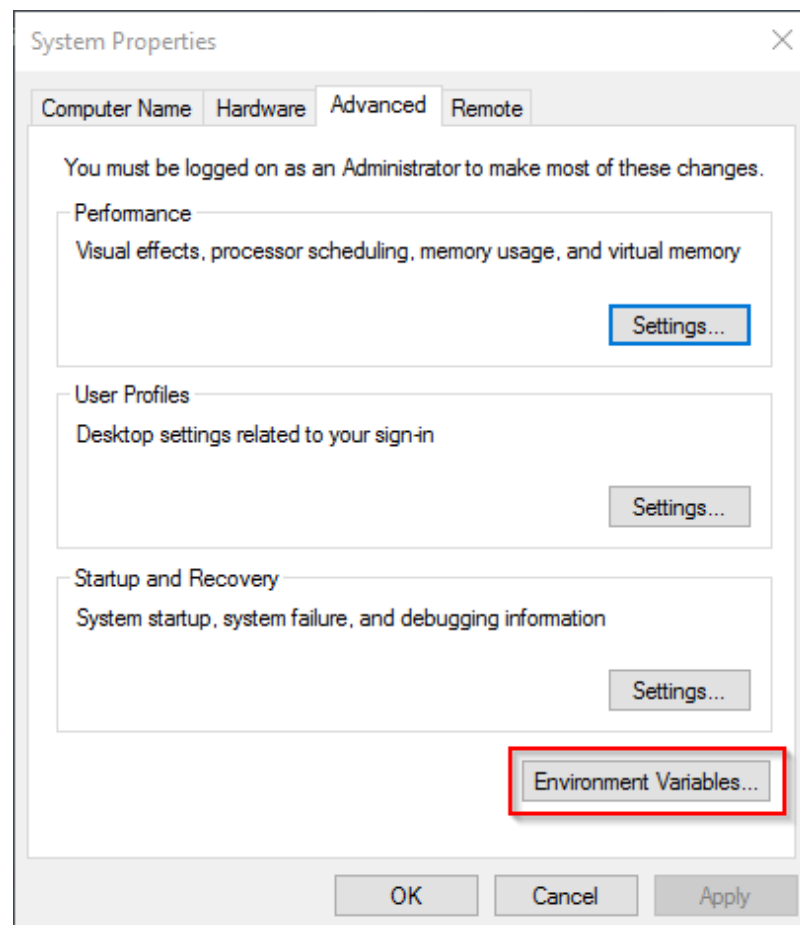 System Properties
Computer Name Hardware Advanced Remote
You must be logged on as an Administrator to make most of these changes.
Performance
Visual effects, processor scheduling, memory usage, and virtual memory
Settings...
User Profiles
Desktop settings related to your sign-in
Settings...
Startup and Recovery
System startup, system failure, and debugging information
Settings...
Environment Variables...
OK Cancel Apply